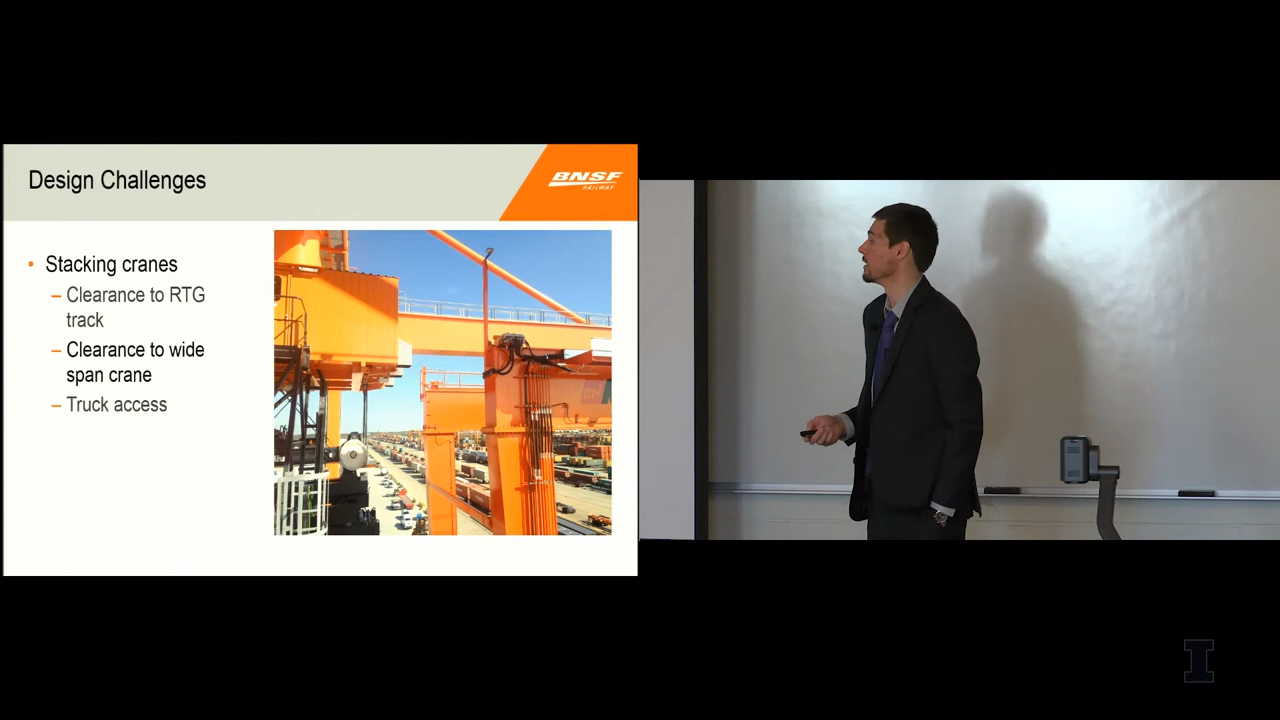 Design Challenges
BNSF
RAILWAY
• Stacking cranes
– Clearance to RTG
track
– Clearance to wide
span crane
– Truck access
I